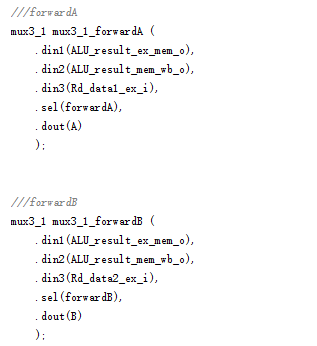 ///forwardA
mux3_1 mux3_1_forwardA (
.din1(ALU_result_ex_mem_o),
.din2(ALU_result_mem_wb_o),
.din3(Rd_data1_ex_i),
.sel(forwardA),
.dout(A)
);
///forwardB
mux3_1 mux3_1_forwardB (
.din1(ALU_result_ex_mem_o),
.din2(ALU_result_mem_wb_o),
.din3(Rd_data2_ex_i),
.sel(forwardB),
.dout(B)
);